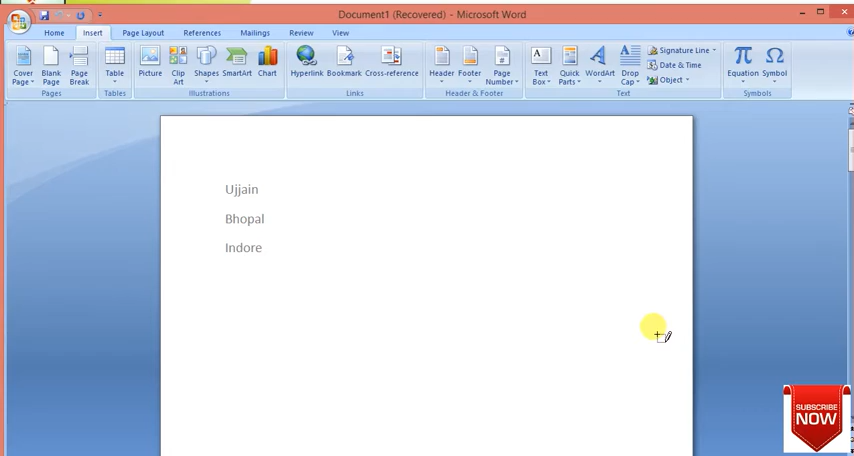 Document1 (Recovered) - Microsoft Word
Home Insert Page Layout References Mailings Review View
Cover Page Blank Page Page Break Table Picture Clip Art Shapes SmartArt Chart Hyperlink Bookmark Cross-reference Header Footer Page Number Text Box Quick Parts WordArt Drop Cap Signature Line Date & Time Object Equation Symbol
Pages Tables Illustrations Links Header & Footer Text Symbols
Ujjain
Bhopal
Indore
SUBSCRIBE
NOW